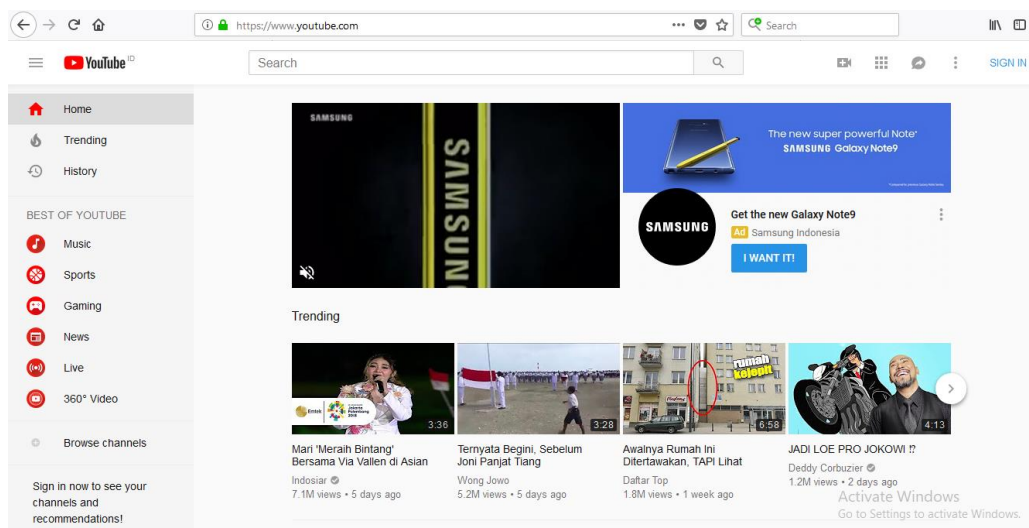 https://www.youtube.com
Search
YouTube ID
Search
SIGN IN
Home
Trending
History
BEST OF YOUTUBE
Music
Sports
Gaming
News
Live
360° Video
Browse channels
Sign in now to see your
channels and
recommendations!
SAMSUNG
SAMSUNG
The new super powerful Note
SAMSUNG Galaxy Note9
SAMSUNG
Get the new Galaxy Note9
Ad Samsung Indonesia
I WANT IT!
Trending
Entek
3:36
Mari 'Meraih Bintang'
Bersama Via Vallen di Asian
Indosiar
7.1M views • 5 days ago
3:28
Ternyata Begini, Sebelum
Joni Panjat Tiang
Wong Jowo
5.2M views • 5 days ago
rumah
kejepit
6:58
Awalnya Rumah Ini
Ditertawakan, TAPI Lihat
Daftar Top
1.8M views • 1 week ago
4:13
JADI LOE PRO JOKOWI !?
Deddy Corbuzier
1.2M views • 2 days ago
Activate Windows
Go to Settings to activate Windows.